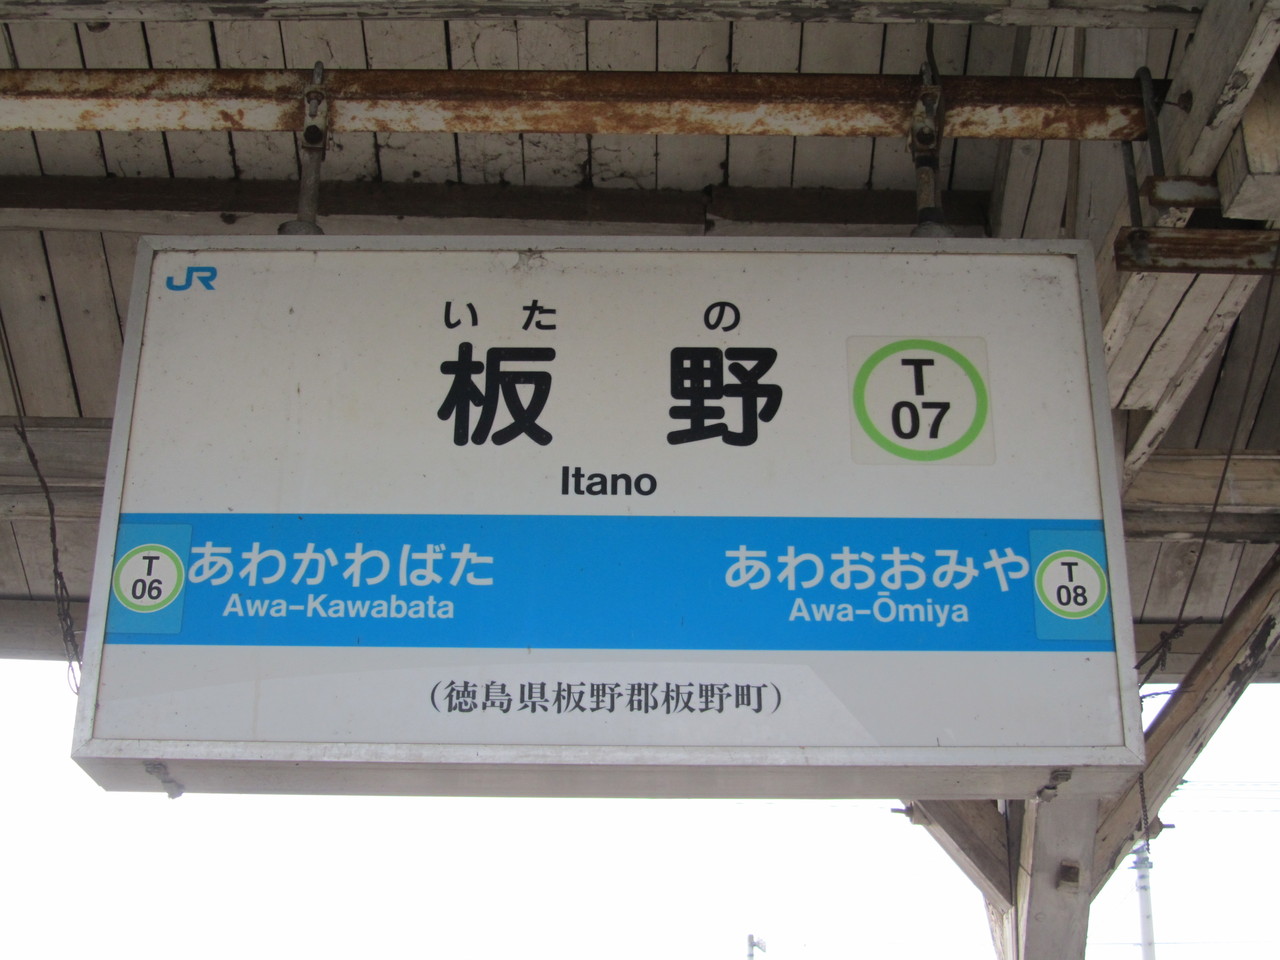 JR
いたの
板野
T
07
Itano
T
06
あわかわばた
Awa-Kawabata
あわおおみや
Awa-Ōmiya
T
08
(徳島県板野郡板野町)